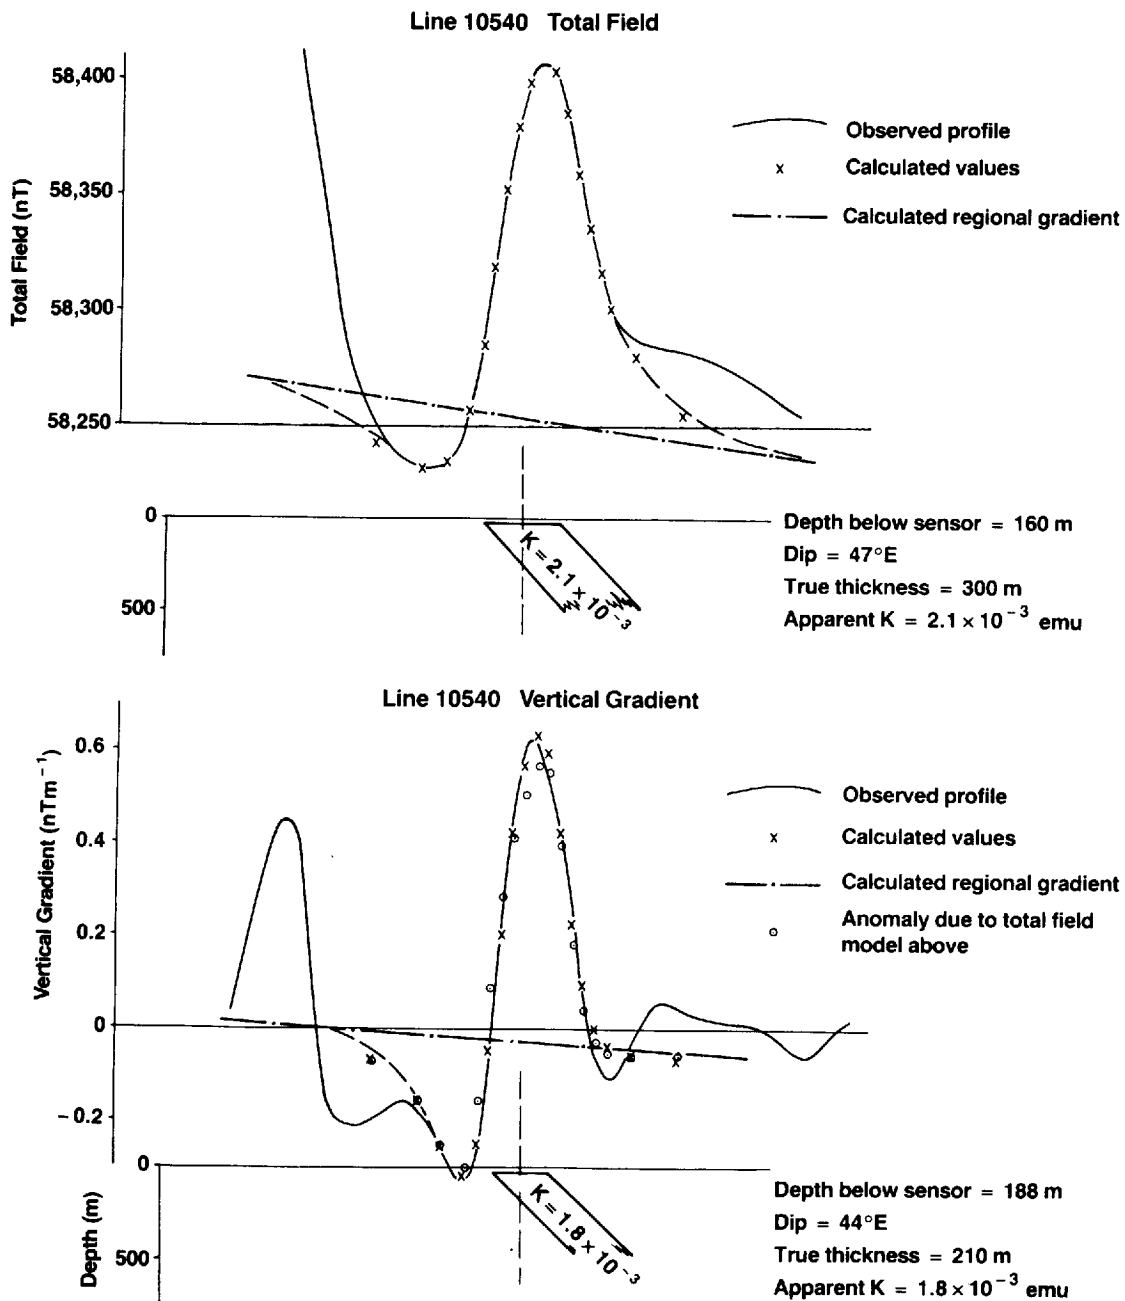 Line 10540 Total Field
58,400
58,350
58,300
58,250
Total Field (nT)
Observed profile
x Calculated values
Calculated regional gradient
0
500
K = 2.1 × 10⁻³
Depth below sensor = 160 m
Dip = 47°E
True thickness = 300 m
Apparent K = 2.1 × 10⁻³ emu
Line 10540 Vertical Gradient
0.6
0.4
0.2
0
– 0.2
Vertical Gradient (nTm⁻¹)
Observed profile
x Calculated values
Calculated regional gradient
Anomaly due to total field
model above
0
500
Depth (m)
K = 1.8 × 10⁻³
Depth below sensor = 188 m
Dip = 44°E
True thickness = 210 m
Apparent K = 1.8 × 10⁻³ emu